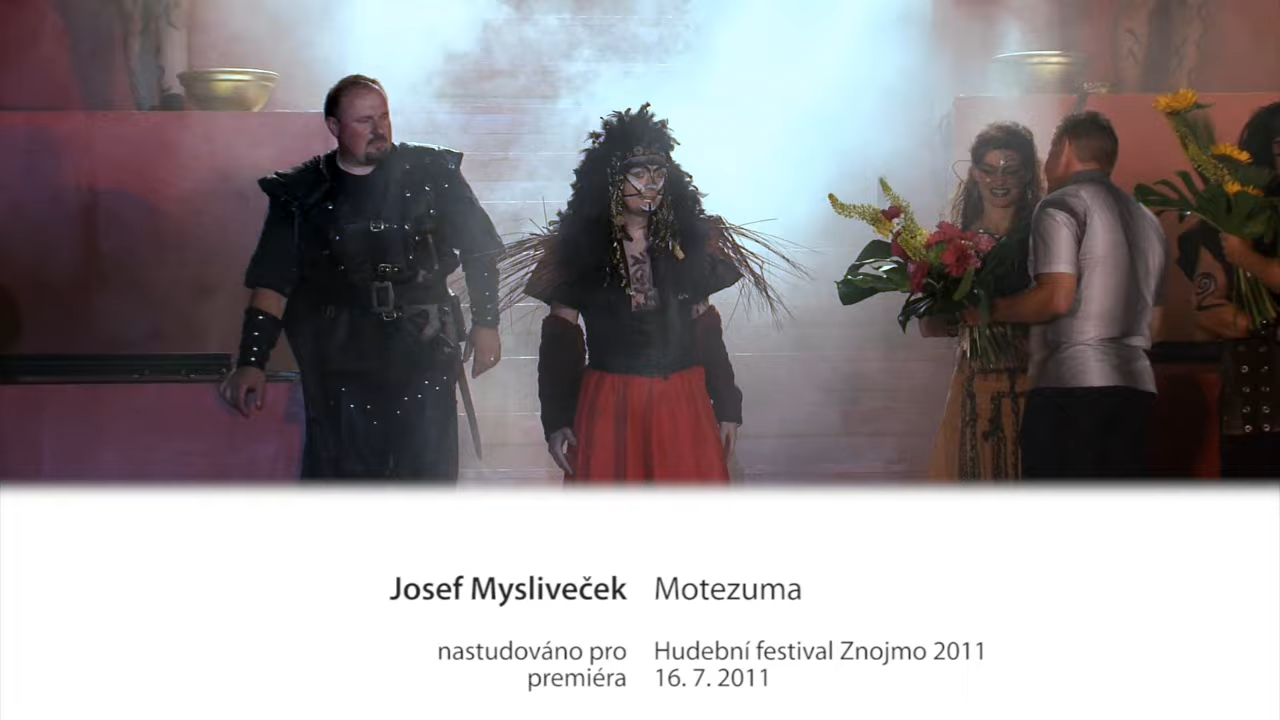 Josef Mysliveček Motezuma
nastudováno pro Hudební festival Znojmo 2011
premiéra 16. 7. 2011